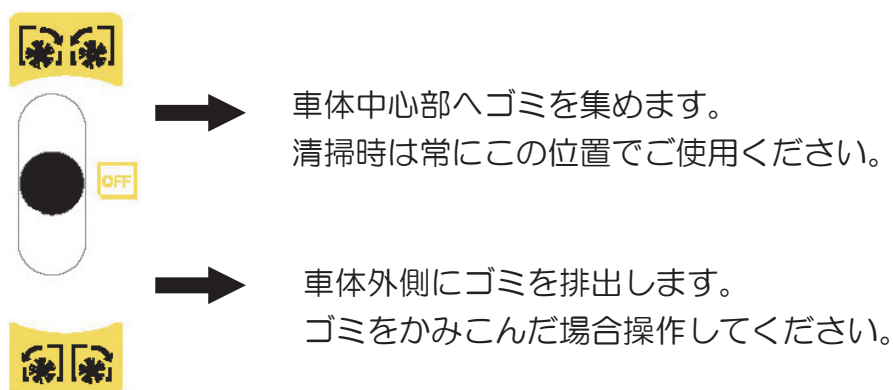 車体中心部へゴミを集めます。
清掃時は常にこの位置でご使用ください。
OFF
車体外側にゴミを排出します。
ゴミをかみこんだ場合操作してください。